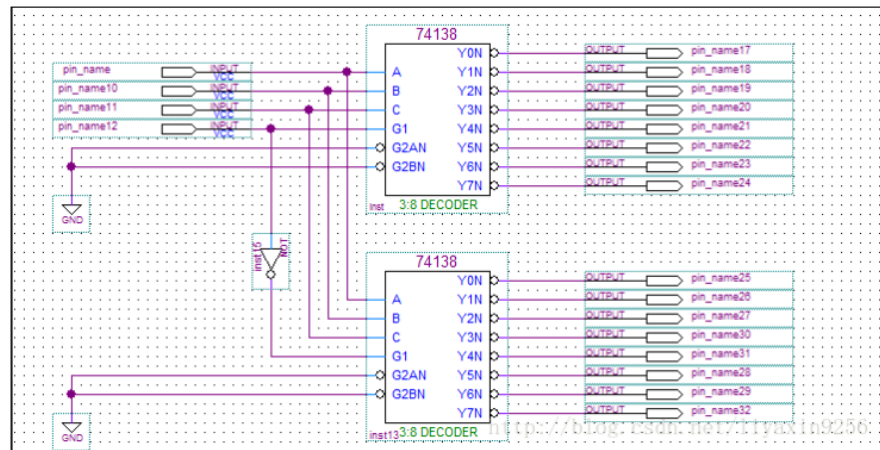 74138
pin_name INPUT VCC
pin_name10 INPUT VCC
pin_name11 INPUT VCC
pin_name12 INPUT VCC
A
B
C
G1
G2AN
G2BN
Y0N
Y1N
Y2N
Y3N
Y4N
Y5N
Y6N
Y7N
OUTPUT pin_name17
OUTPUT pin_name18
OUTPUT pin_name19
OUTPUT pin_name20
OUTPUT pin_name21
OUTPUT pin_name22
OUTPUT pin_name23
OUTPUT pin_name24
inst 3:8 DECODER
GND
inst15 NOT
74138
A
B
C
G1
G2AN
G2BN
Y0N
Y1N
Y2N
Y3N
Y4N
Y5N
Y6N
Y7N
OUTPUT pin_name25
OUTPUT pin_name26
OUTPUT pin_name27
OUTPUT pin_name30
OUTPUT pin_name31
OUTPUT pin_name28
OUTPUT pin_name29
OUTPUT pin_name32
inst13 3:8 DECODER
GND